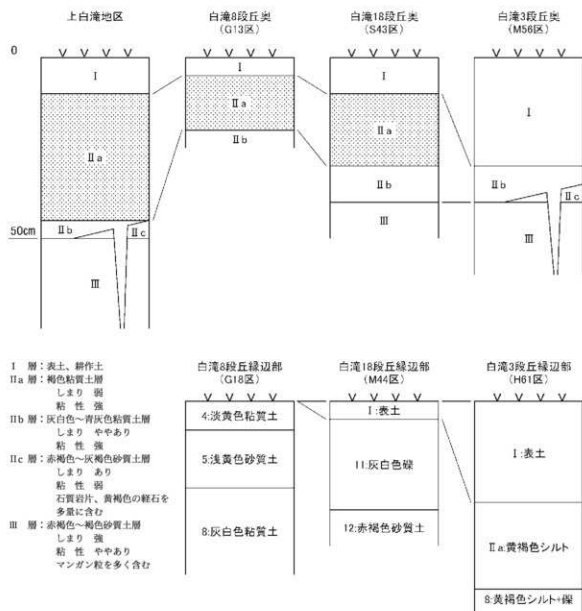 上白滝地区
白滝8段丘奥
(G13区)
白滝18段丘奥
(S43区)
白滝3段丘奥
(M56区)
0
50cm
I
Ⅱa
Ⅱb
Ⅱc
Ⅲ
I
Ⅱa
Ⅱb
I
Ⅱa
Ⅱb
Ⅲ
I
Ⅱb
Ⅱc
Ⅲ
I 層：表土、耕作土
Ⅱa 層：褐色粘質土層
しまり 弱
粘 性 強
Ⅱb 層：灰白色～青灰色粘質土層
しまり ややあり
粘 性 強
Ⅱc 層：赤褐色～灰褐色砂質土層
しまり あり
粘 性 弱
石質岩片、黄褐色の軽石を
多量に含む
Ⅲ 層：赤褐色～褐色砂質土層
しまり 強
粘 性 ややあり
マンガン粒を多く含む
白滝8段丘縁辺部
(G18区)
4:淡黄色粘質土
5:浅黄色砂質土
8:灰白色粘質土
白滝18段丘縁辺部
(M44区)
I:表土
11:灰白色礫
12:赤褐色砂質土
白滝3段丘縁辺部
(H61区)
I:表土
Ⅱa:黄褐色シルト
8:黄褐色シルト+礫